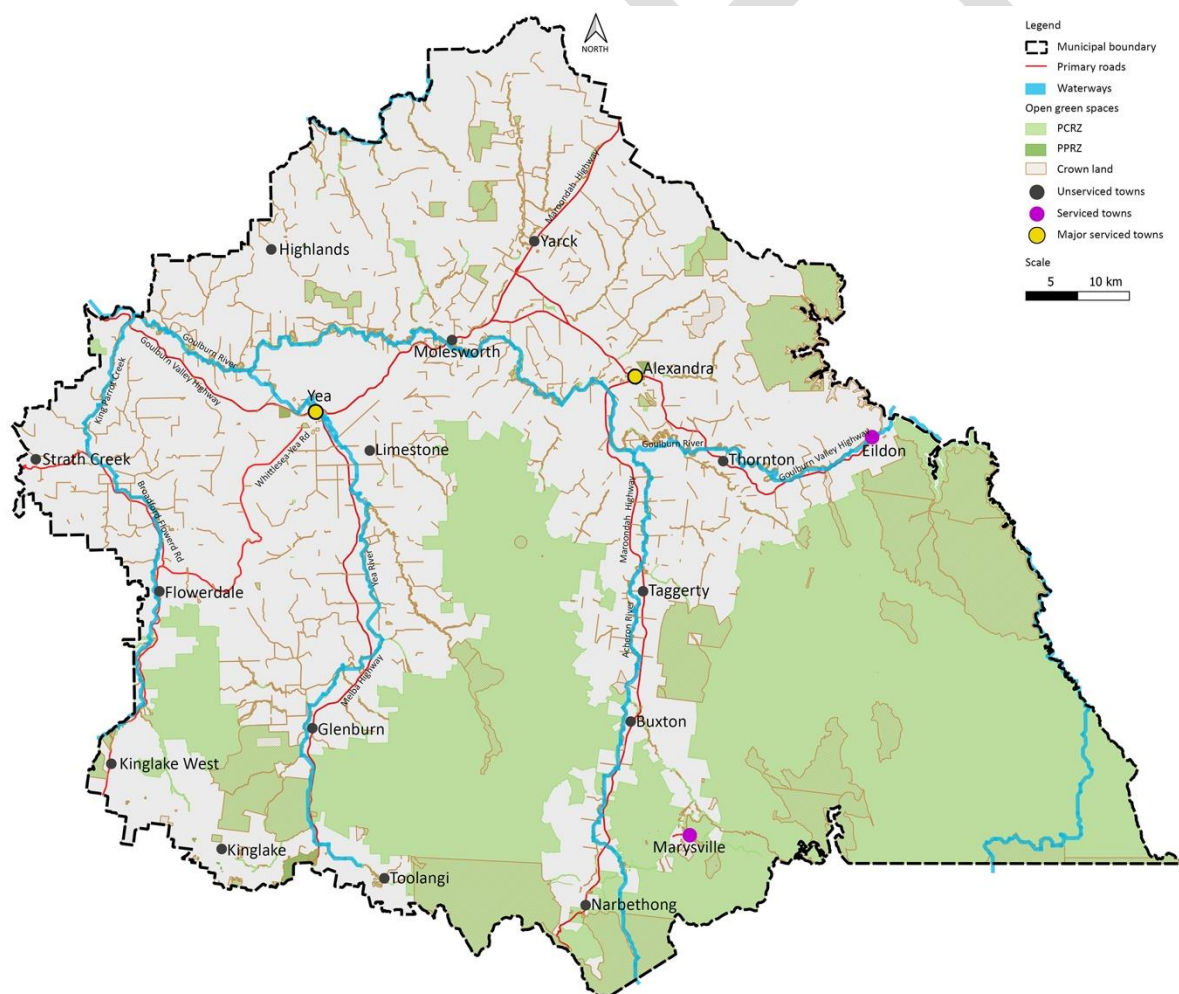 NORTH
Legend
Municipal boundary
Primary roads
Waterways
Open green spaces
PCRZ
PPRZ
Crown land
Unserviced towns
Serviced towns
Major serviced towns
Scale
5 10 km
Maroondah Highway
Yarck
Highlands
Goulburn River
Goulburn Valley Highway
King Parrot Creek
Molesworth
Alexandra
Yea
Whittlesea-Yea Rd
Limestone
Strath Creek
Broadford Flowerd Rd
Goulburn River
Thornton
Goulburn Valley Highway
Eildon
Maroondah Highway
Yea River
Flowerdale
Taggerty
Acheron River
Melba Highway
Glenburn
Buxton
Kinglake West
Kinglake
Marysville
Toolangi
Narbethong